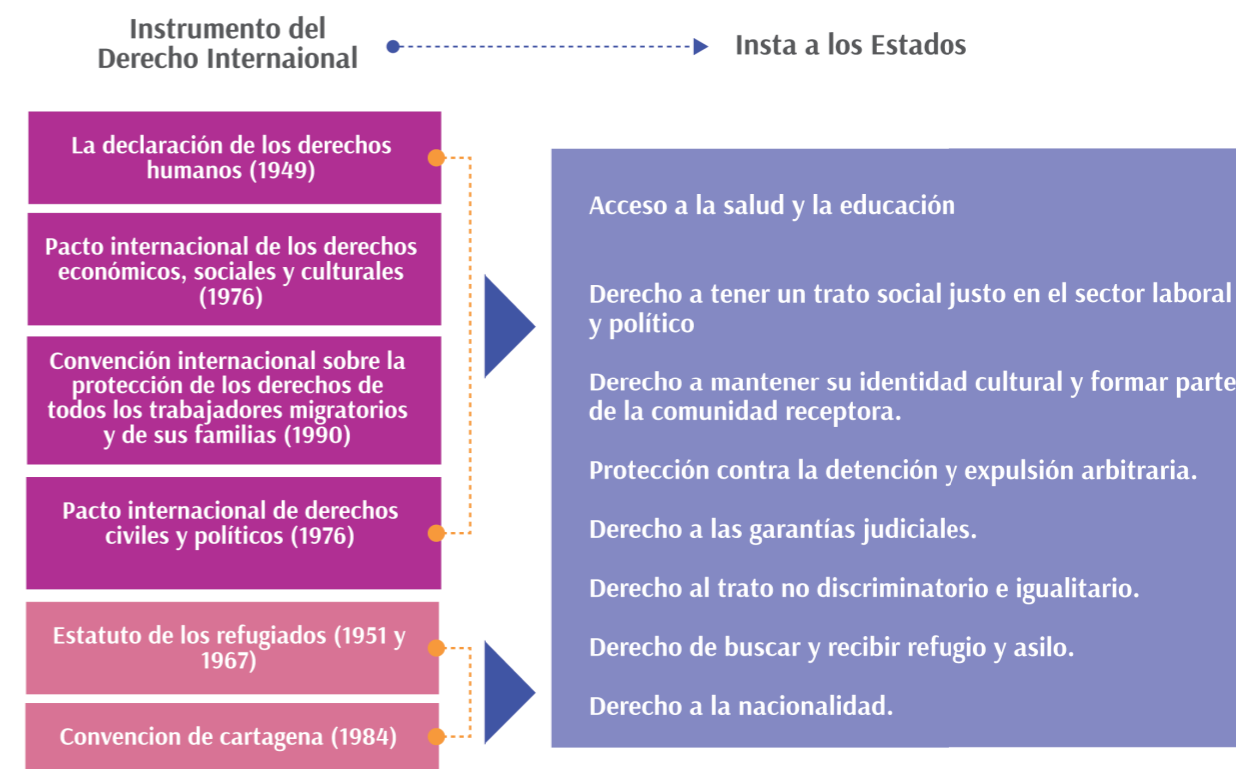 Instrumento del
Derecho Internaional
Insta a los Estados
La declaración de los derechos
humanos (1949)
Pacto internacional de los derechos
económicos, sociales y culturales
(1976)
Convención internacional sobre la
protección de los derechos de
todos los trabajadores migratorios
y de sus familias (1990)
Pacto internacional de derechos
civiles y políticos (1976)
Estatuto de los refugiados (1951 y
1967)
Convencion de cartagena (1984)
Acceso a la salud y la educación
Derecho a tener un trato social justo en el sector laboral
y político
Derecho a mantener su identidad cultural y formar parte
de la comunidad receptora.
Protección contra la detención y expulsión arbitraria.
Derecho a las garantías judiciales.
Derecho al trato no discriminatorio e igualitario.
Derecho de buscar y recibir refugio y asilo.
Derecho a la nacionalidad.